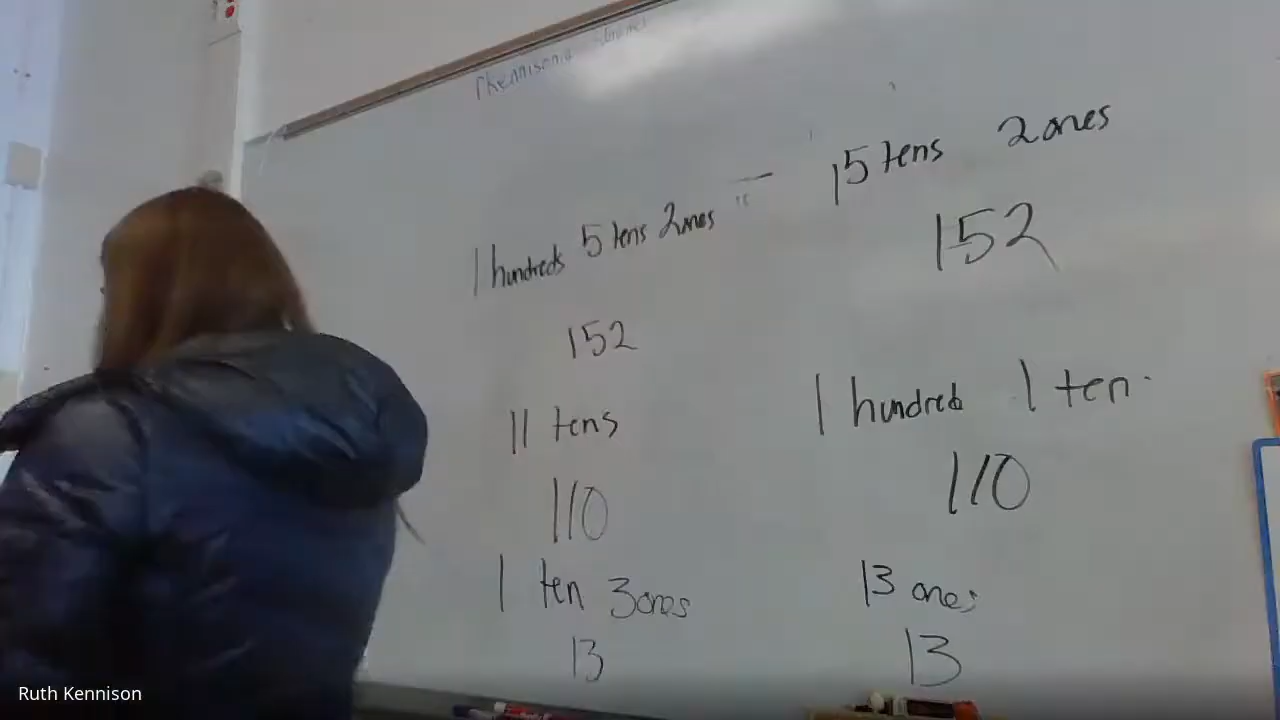 1 hundreds 5 tens 2 ones = 15 tens 2 ones
152 152
11 tens 1 hundred 1 ten
110 110
1 ten 3 ones 13 ones
13 13
Ruth Kennison